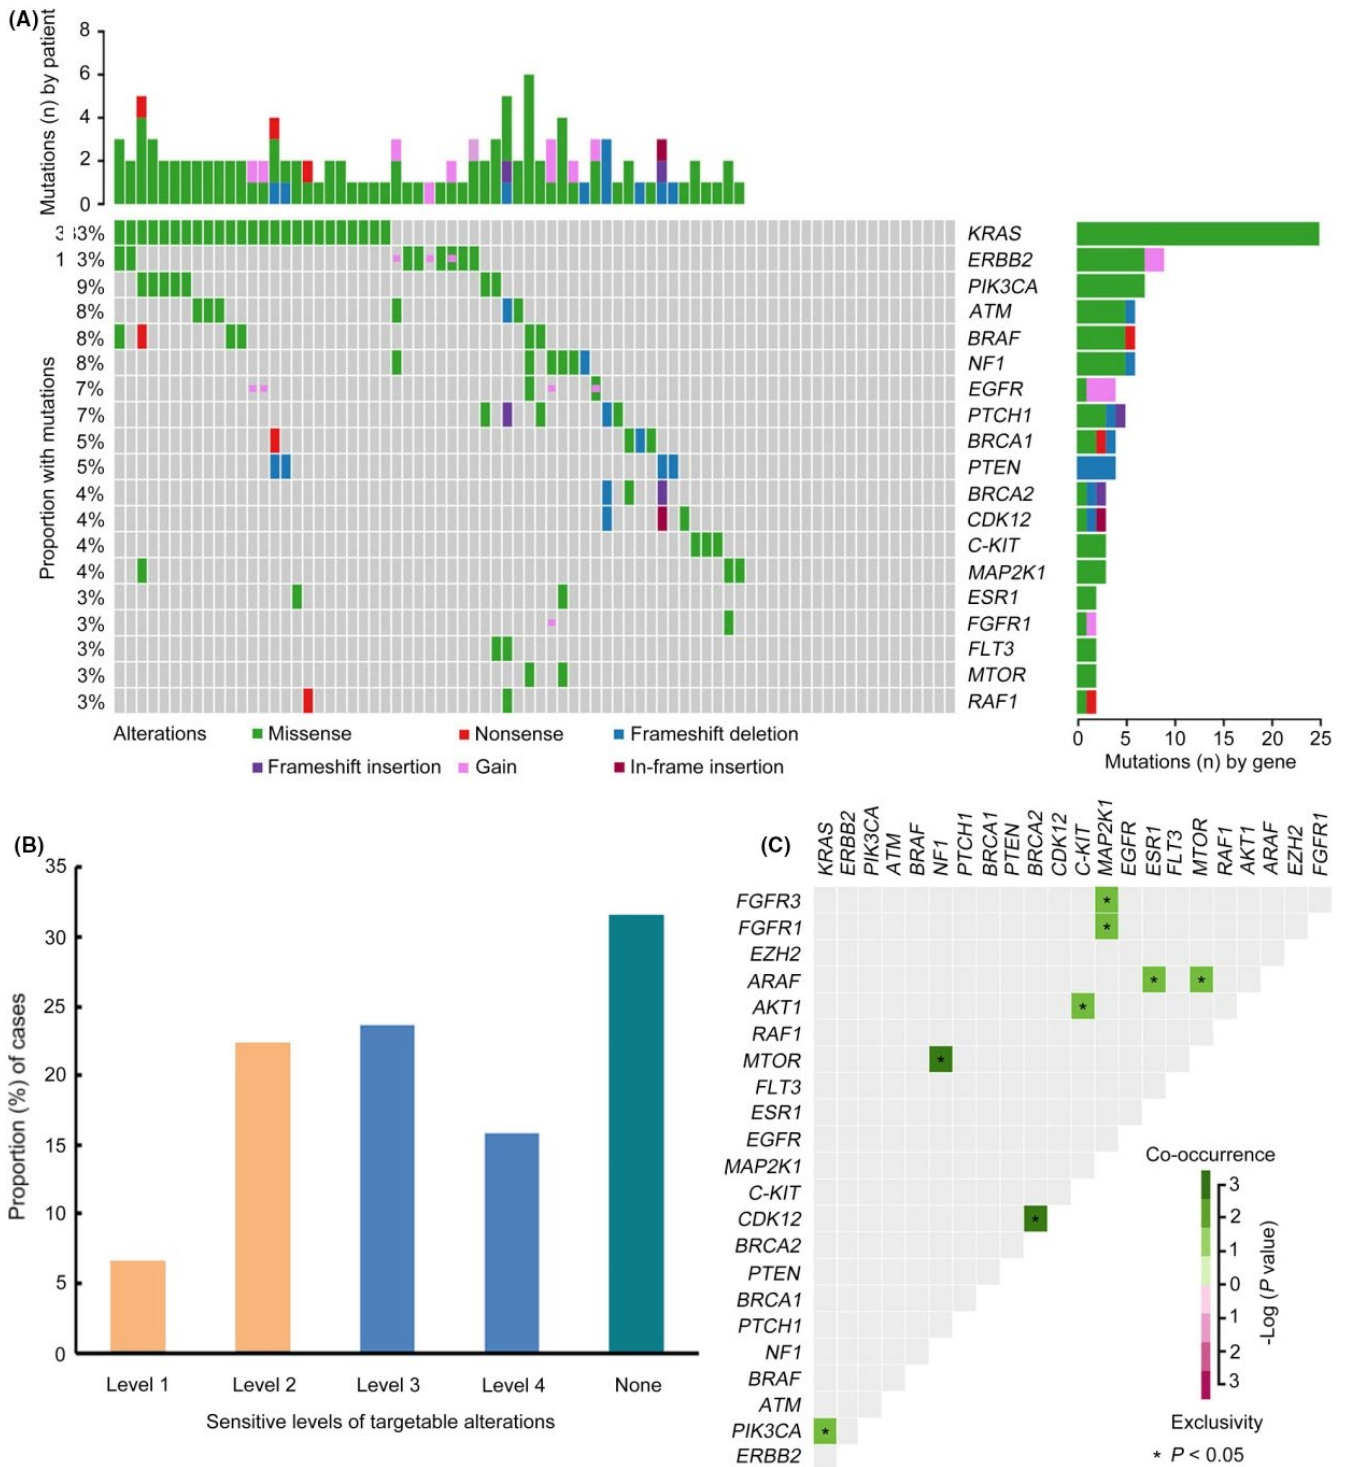 (A)
Mutations (n) by patient
8
6
4
2
0
Proportion with mutations
3 33% KRAS
1 3% ERBB2
9% PIK3CA
8% ATM
8% BRAF
8% NF1
7% EGFR
7% PTCH1
5% BRCA1
5% PTEN
4% BRCA2
4% CDK12
4% C-KIT
4% MAP2K1
3% ESR1
3% FGFR1
3% FLT3
3% MTOR
3% RAF1
0 5 10 15 20 25
Mutations (n) by gene
Alterations Missense Nonsense Frameshift deletion
Frameshift insertion Gain In-frame insertion
(B)
Proportion (%) of cases
35
30
25
20
15
10
5
0
Level 1 Level 2 Level 3 Level 4 None
Sensitive levels of targetable alterations
(C)
KRAS ERBB2 PIK3CA ATM BRAF NF1 PTCH1 BRCA1 PTEN BRCA2 CDK12 C-KIT MAP2K1 EGFR ESR1 FLT3 MTOR RAF1 AKT1 ARAF EZH2 FGFR1
FGFR3 *
FGFR1 *
EZH2
ARAF * *
AKT1 *
RAF1
MTOR *
FLT3
ESR1
EGFR
MAP2K1
C-KIT
CDK12 *
BRCA2
PTEN
BRCA1
PTCH1
NF1
BRAF
ATM
PIK3CA *
ERBB2
Co-occurrence
3
2
1
0
1
2
3
-Log (P value)
Exclusivity
* P < 0.05